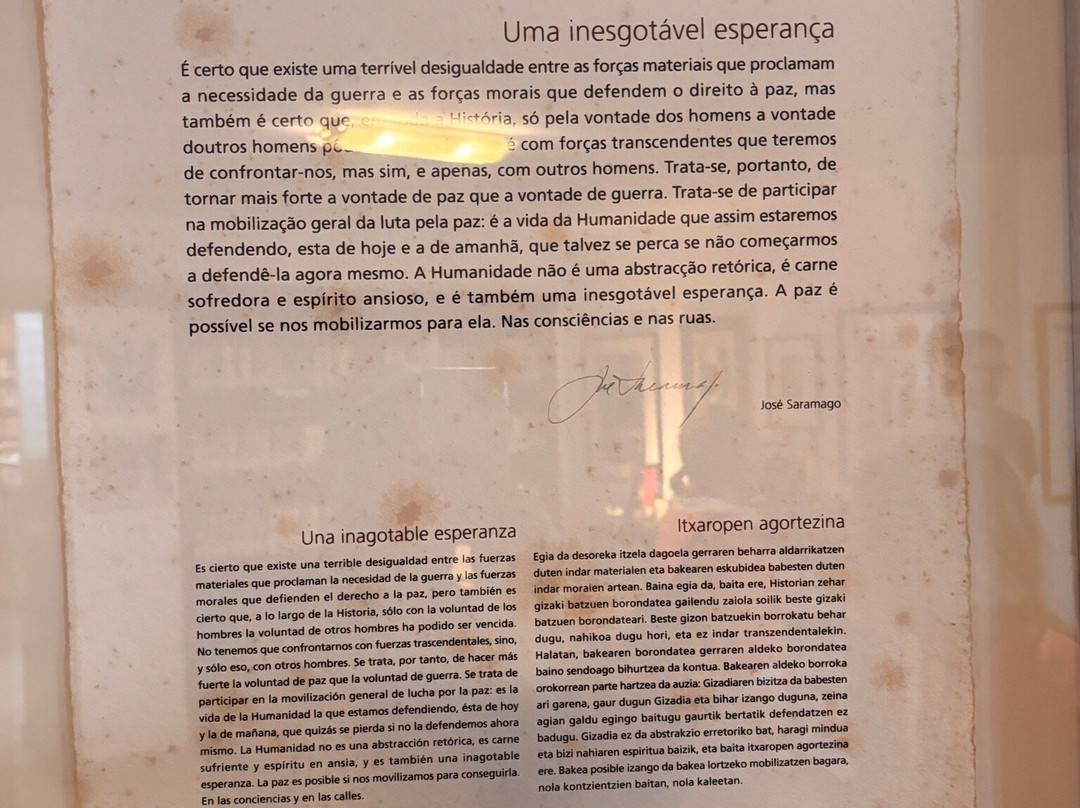 Uma inesgotável esperança
É certo que existe uma terrível desigualdade entre as forças materiais que proclamam
a necessidade da guerra e as forças morais que defendem o direito à paz, mas
também é certo que, a História, só pela vontade dos homens a vontade
doutros homens é com forças transcendentes que teremos
de confrontar-nos, mas sim, e apenas, com outros homens. Trata-se, portanto, de
tornar mais forte a vontade de paz que a vontade de guerra. Trata-se de participar
na mobilização geral da luta pela paz: é a vida da Humanidade que assim estaremos
defendendo, esta de hoje e a de amanhã, que talvez se perca se não começarmos
a defendê-la agora mesmo. A Humanidade não é uma abstracção retórica, é carne
sofredora e espírito ansioso, e é também uma inesgotável esperança. A paz é
possível se nos mobilizarmos para ela. Nas consciências e nas ruas.
José Saramago
José Saramago
Una inagotable esperanza
Es cierto que existe una terrible desigualdad entre las fuerzas
materiales que proclaman la necesidad de la guerra y las fuerzas
morales que defienden el derecho a la paz, pero también es
cierto que, a lo largo de la Historia, sólo con la voluntad de los
hombres la voluntad de otros hombres ha podido ser vencida.
No tenemos que confrontarnos con fuerzas trascendentales, sino,
y sólo eso, con otros hombres. Se trata, por tanto, de hacer más
fuerte la voluntad de paz que la voluntad de guerra. Se trata de
participar en la movilización general de lucha por la paz: es la
vida de la Humanidad la que estamos defendiendo, ésta de hoy
y la de mañana, que quizás se pierda si no la defendemos ahora
mismo. La Humanidad no es una abstracción retórica, es carne
sufriente y espíritu en ansia, y es también una inagotable
esperanza. La paz es posible si nos movilizamos para conseguirla.
En las conciencias y en las calles.
Itxaropen agortezina
Egia da desoreka itzela dagoela gerraren beharra aldarrikatzen
duten indar materialen eta bakearen eskubidea babesten duten
indar moralen artean. Baina egia da, baita ere, Historian zehar
gizaki batzuen borondatea gailendu zaiola soilik beste gizaki
batzuen borondateari. Beste gizon batzuekin borrokatu behar
dugu, nahikoa dugu hori, eta ez indar transzendentalekin.
Halatan, bakearen borondatea gerraren aldeko borondatea
baino sendoago bihurtzea da kontua. Bakearen aldeko borroka
orokorrean parte hartzea da auzia: Gizadiaren bizitza da babesten
ari garena, gaur dugun Gizadia eta bihar izango duguna, zeina
agian galdu egingo baitugu gaurtik bertatik defendatzen ez
badugu. Gizadia ez da abstrakzio erretoriko bat, haragi mindua
eta bizi nahiaren espiritua baizik, eta baita itxaropen agortezina
ere. Bakea posible izango da bakea lortzeko mobilizatzen bagara,
nola kontzientzien baitan, nola kaleetan.